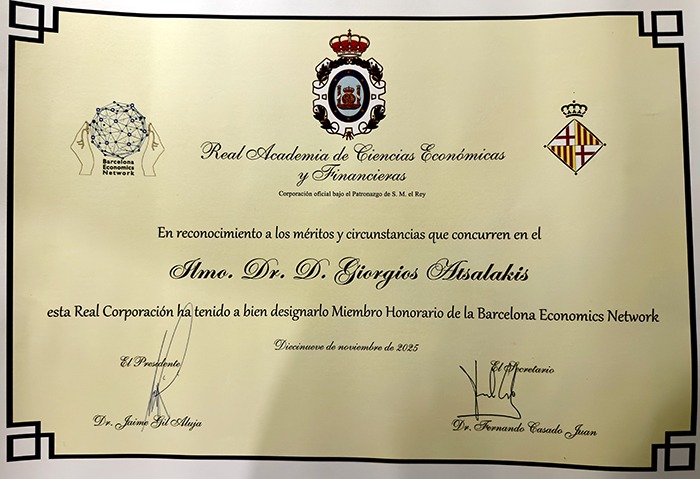 Barcelona
Economics
Network
Real Academia de Ciencias Económicas
y Financieras
Corporación oficial bajo el Patronazgo de S. M. el Rey
En reconocimiento a los méritos y circunstancias que concurren en el
Ilmo. Dr. D. Giorgios Atsalakis
esta Real Corporación ha tenido a bien designarlo Miembro Honorario de la Barcelona Economics Network
Diecinueve de noviembre de 2025
El Presidente
El Secretario
Dr. Jaime Gil Aluja
Dr. Fernando Casado Juan